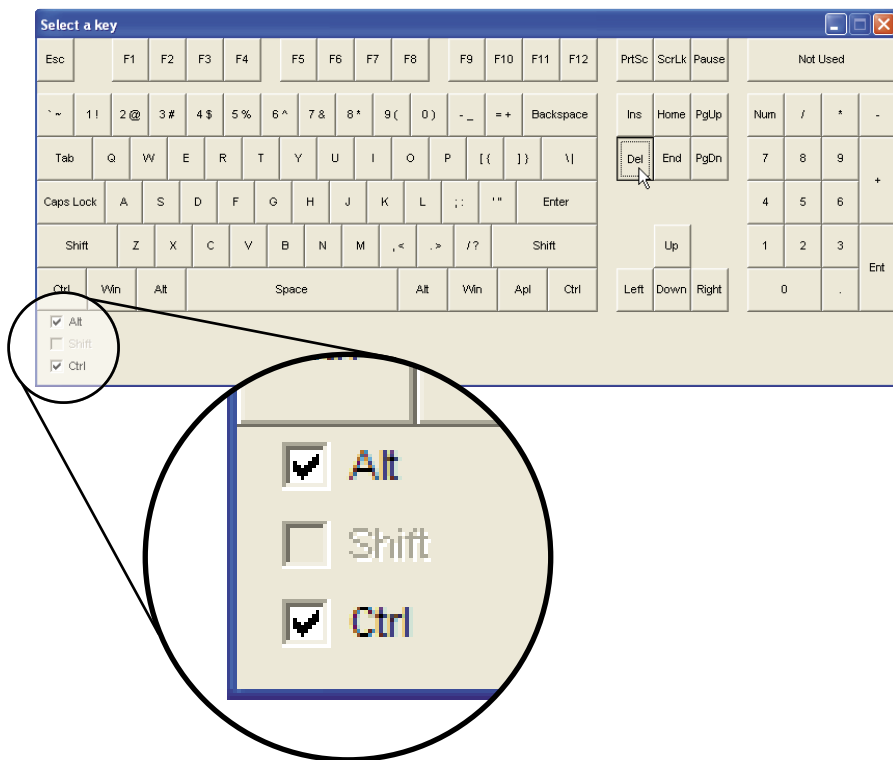 Select a key
Esc F1 F2 F3 F4 F5 F6 F7 F8 F9 F10 F11 F12 PrtSc ScrLk Pause Not Used
` ~ 1 ! 2 @ 3 # 4 $ 5 % 6 ^ 7 & 8 * 9 ( 0 ) - _ = + Backspace Ins Home PgUp Num / * -
Tab Q W E R T Y U I O P [ { ] } \ | Del End PgDn 7 8 9 +
Caps Lock A S D F G H J K L ; : ' " Enter 4 5 6
Shift Z X C V B N M , < . > / ? Shift Up 1 2 3 Ent
Ctrl Win Alt Space Alt Win Apl Ctrl Left Down Right 0 .
Alt
Shift
Ctrl
Alt
Shift
Ctrl